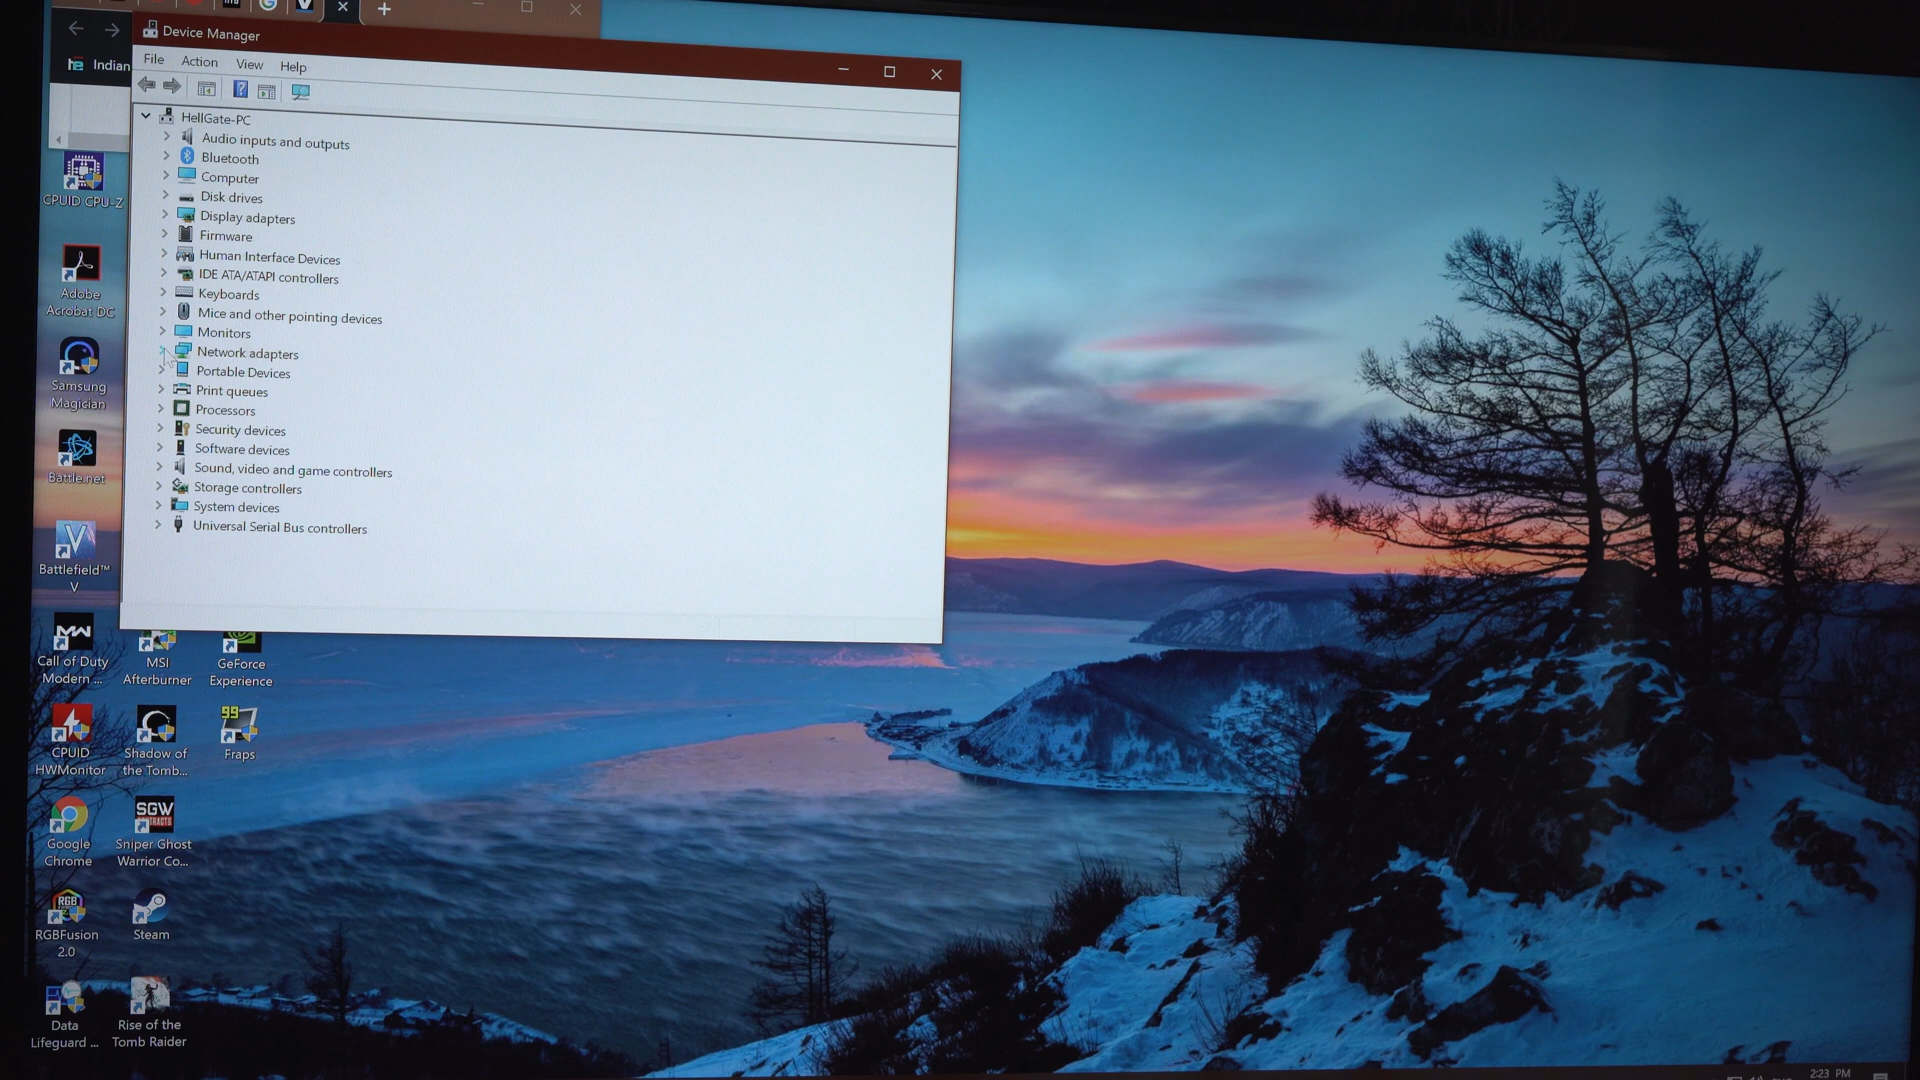 Device Manager
File Action View Help
Indian
HellGate-PC
Audio inputs and outputs
Bluetooth
Computer
Disk drives
Display adapters
Firmware
Human Interface Devices
IDE ATA/ATAPI controllers
Keyboards
Mice and other pointing devices
Monitors
Network adapters
Portable Devices
Print queues
Processors
Security devices
Software devices
Sound, video and game controllers
Storage controllers
System devices
Universal Serial Bus controllers
CPUID CPU-Z
Adobe
Acrobat DC
Samsung
Magician
Battle.net
Battlefield™
V
Call of Duty
Modern ...
MSI
Afterburner
GeForce
Experience
CPUID
HWMonitor
Shadow of
the Tomb...
99
Fraps
Google
Chrome
SGW
Sniper Ghost
Warrior Co...
RGB
RGBFusion
2.0
Steam
Data
Lifeguard ...
Rise of the
Tomb Raider
2:23 PM